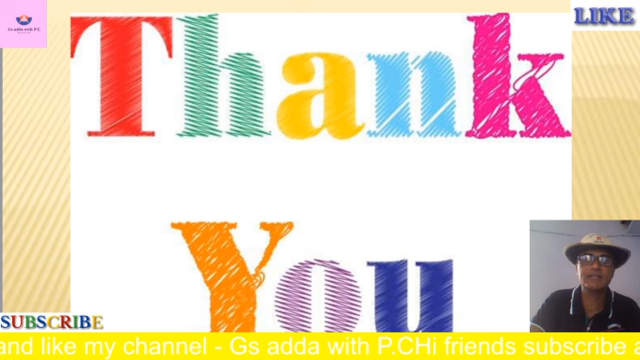 Gs adda with P.C
LIKE
Thank
You
SUBSCRIBE
and like my channel - Gs adda with P.CHi friends subscribe